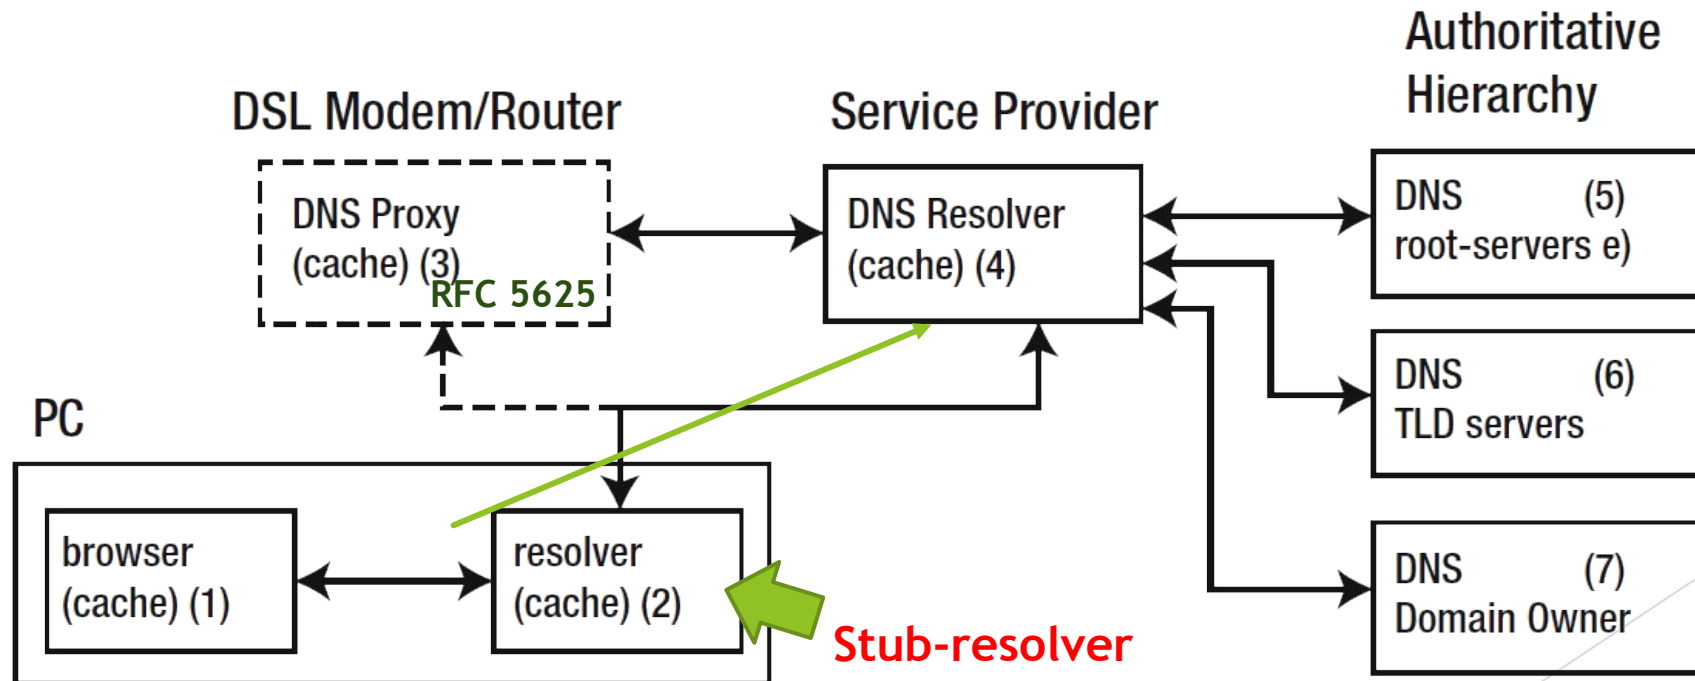 Authoritative
Hierarchy
DSL Modem/Router
Service Provider
DNS Proxy
(cache) (3)
RFC 5625
DNS Resolver
(cache) (4)
DNS (5)
root-servers e)
DNS (6)
TLD servers
PC
browser
(cache) (1)
resolver
(cache) (2)
Stub-resolver
DNS (7)
Domain Owner